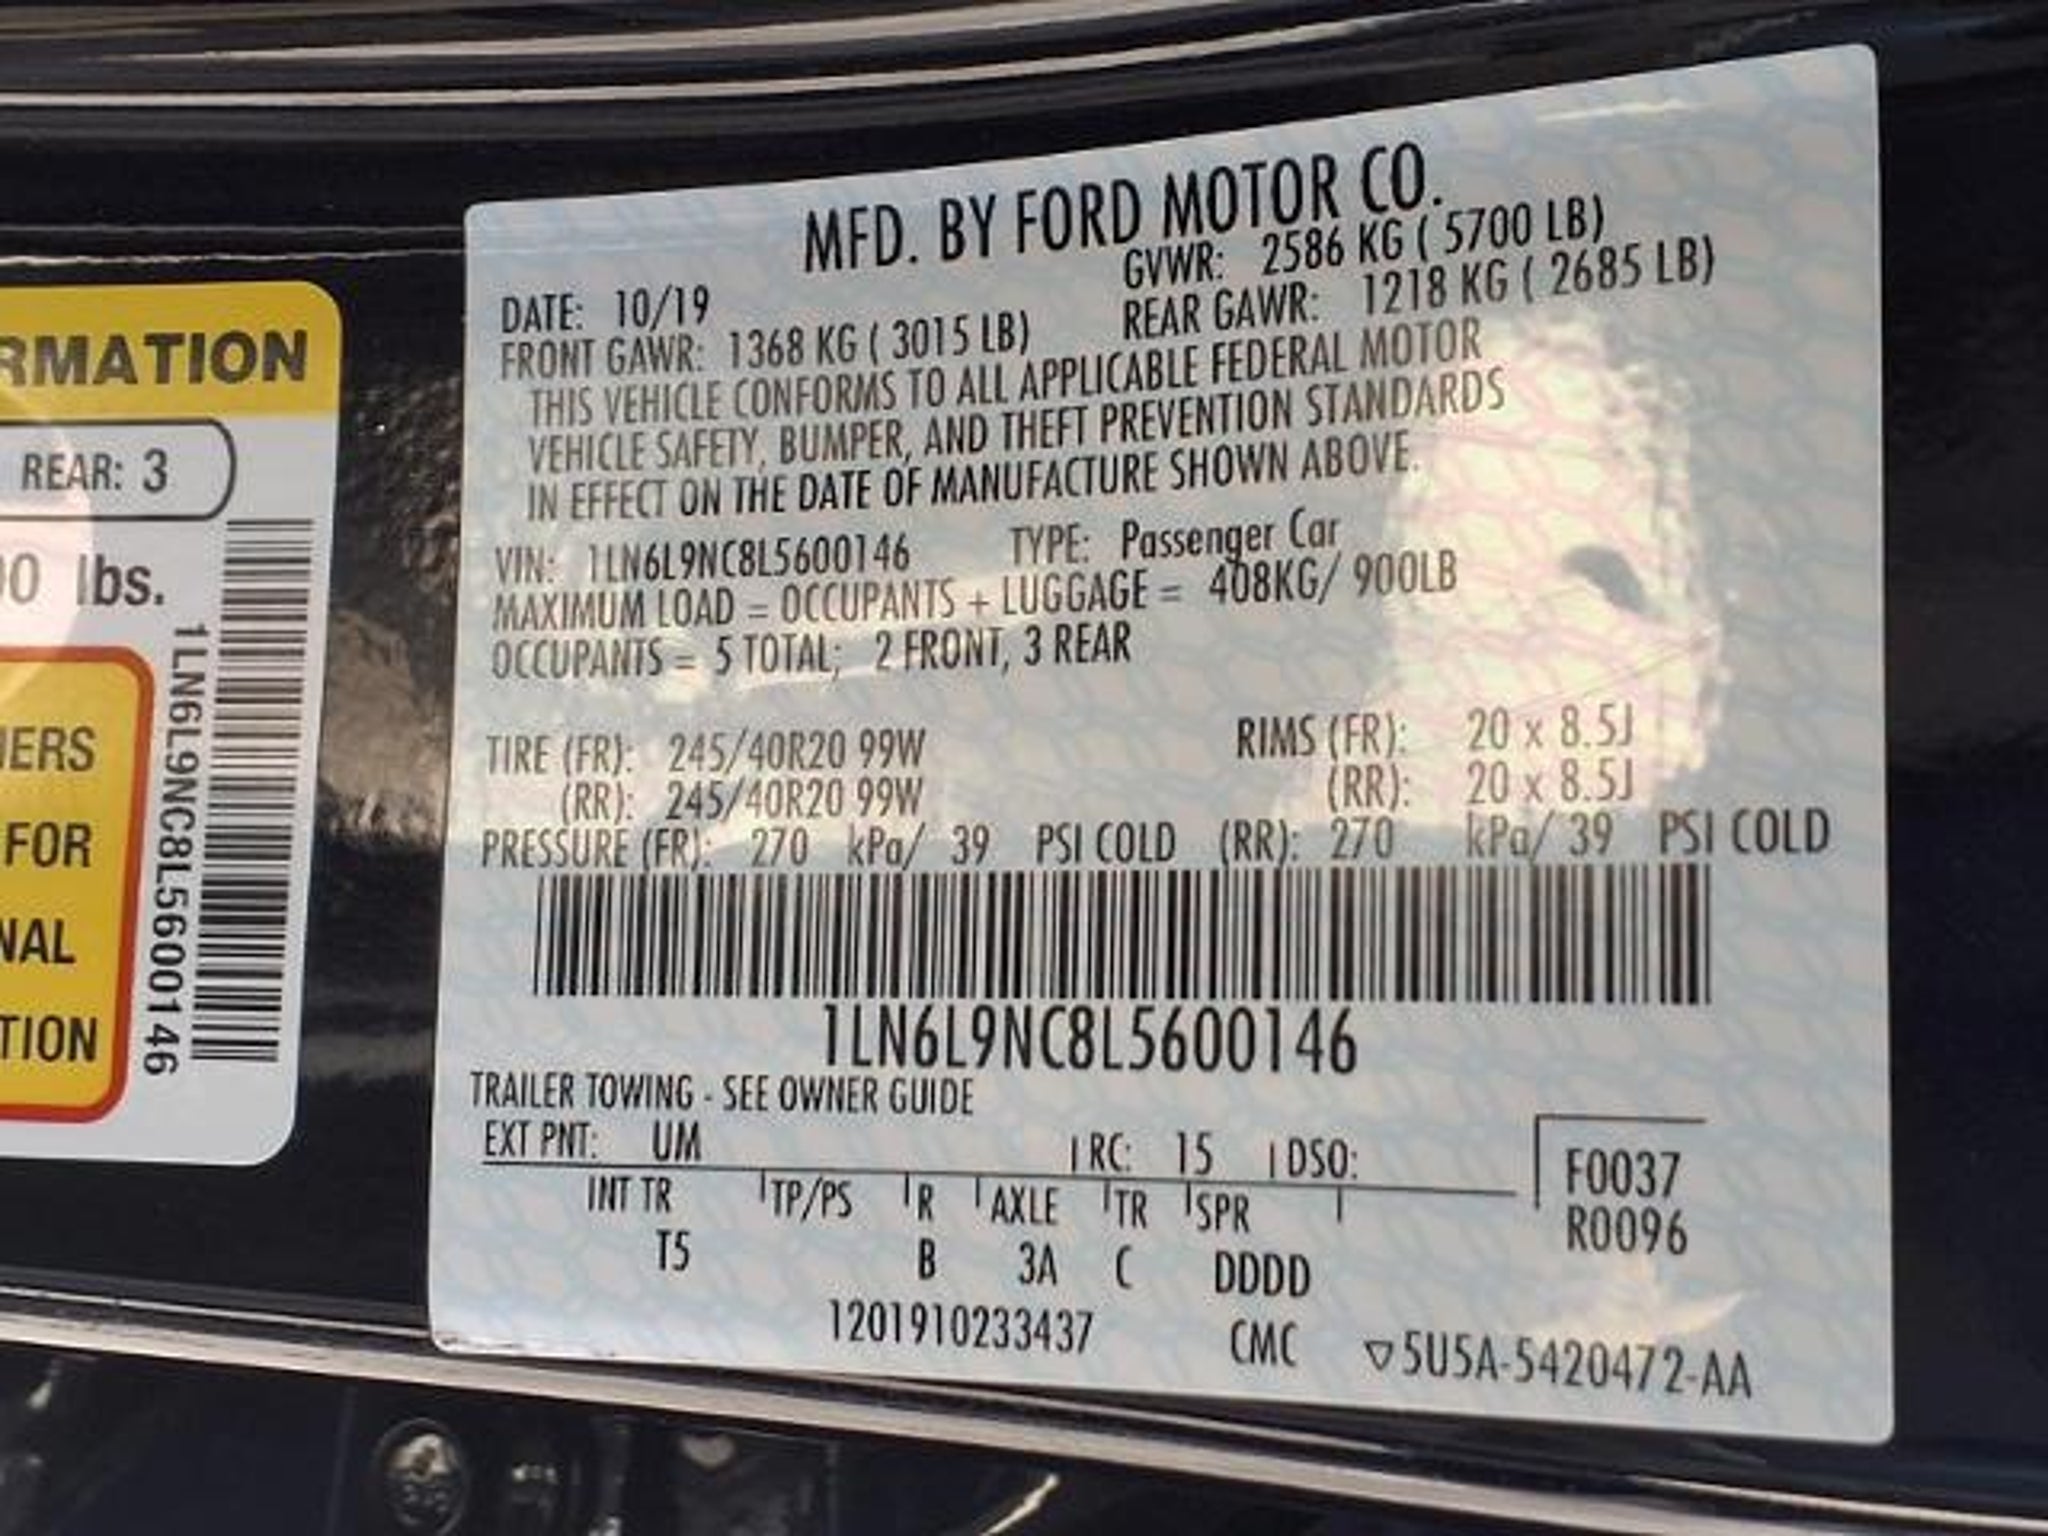 RMATION
REAR: 3
00 lbs.
1LN6L9NC8L5600146
FOR
TION
MFD. BY FORD MOTOR CO.
DATE: 10/19 GVWR: 2586 KG ( 5700 LB)
FRONT GAWR: 1368 KG ( 3015 LB) REAR GAWR: 1218 KG ( 2685 LB)
THIS VEHICLE CONFORMS TO ALL APPLICABLE FEDERAL MOTOR
VEHICLE SAFETY, BUMPER, AND THEFT PREVENTION STANDARDS
IN EFFECT ON THE DATE OF MANUFACTURE SHOWN ABOVE.
VIN: 1LN6L9NC8L5600146 TYPE: Passenger Car
MAXIMUM LOAD = OCCUPANTS + LUGGAGE = 408KG/ 900LB
OCCUPANTS = 5 TOTAL; 2 FRONT, 3 REAR
TIRE (FR): 245/40R20 99W RIMS (FR): 20 x 8.5J
(RR): 245/40R20 99W (RR): 20 x 8.5J
PRESSURE (FR): 270 kPa/ 39 PSI COLD (RR): 270 kPa/ 39 PSI COLD
1LN6L9NC8L5600146
TRAILER TOWING - SEE OWNER GUIDE
EXT PNT: UM RC: 15 DSO:
F0037
R0096
INT TR TP/PS R AXLE TR SPR
T5 B 3A C DDDD
1201910233437 CMC ▽5U5A-5420472-AA